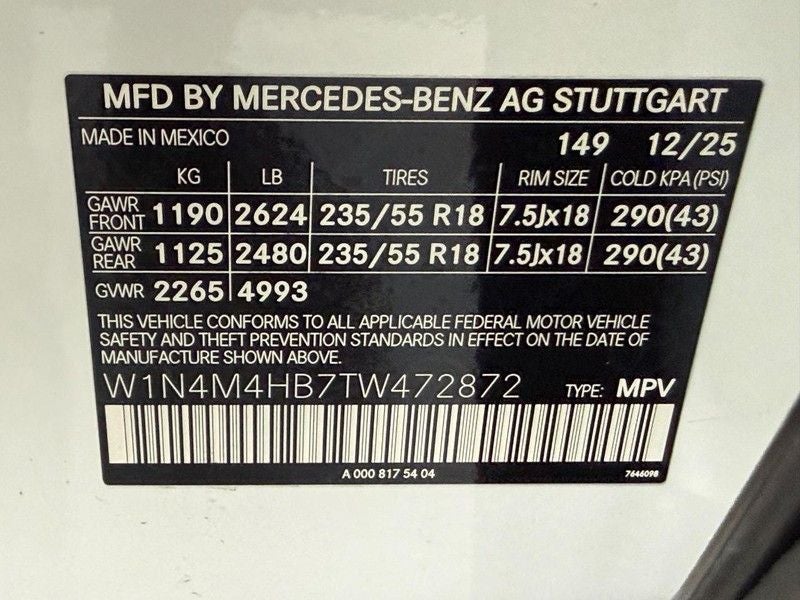 MFD BY MERCEDES-BENZ AG STUTTGART
MADE IN MEXICO 149 12/25
KG LB TIRES RIM SIZE COLD KPA (PSI)
GAWR FRONT 1190 2624 235/55 R18 7.5Jx18 290(43)
GAWR REAR 1125 2480 235/55 R18 7.5Jx18 290(43)
GVWR 2265 4993
THIS VEHICLE CONFORMS TO ALL APPLICABLE FEDERAL MOTOR VEHICLE
SAFETY AND THEFT PREVENTION STANDARDS IN EFFECT ON THE DATE OF
MANUFACTURE SHOWN ABOVE.
W1N4M4HB7TW472872 TYPE: MPV
A 000 817 54 04 7646098